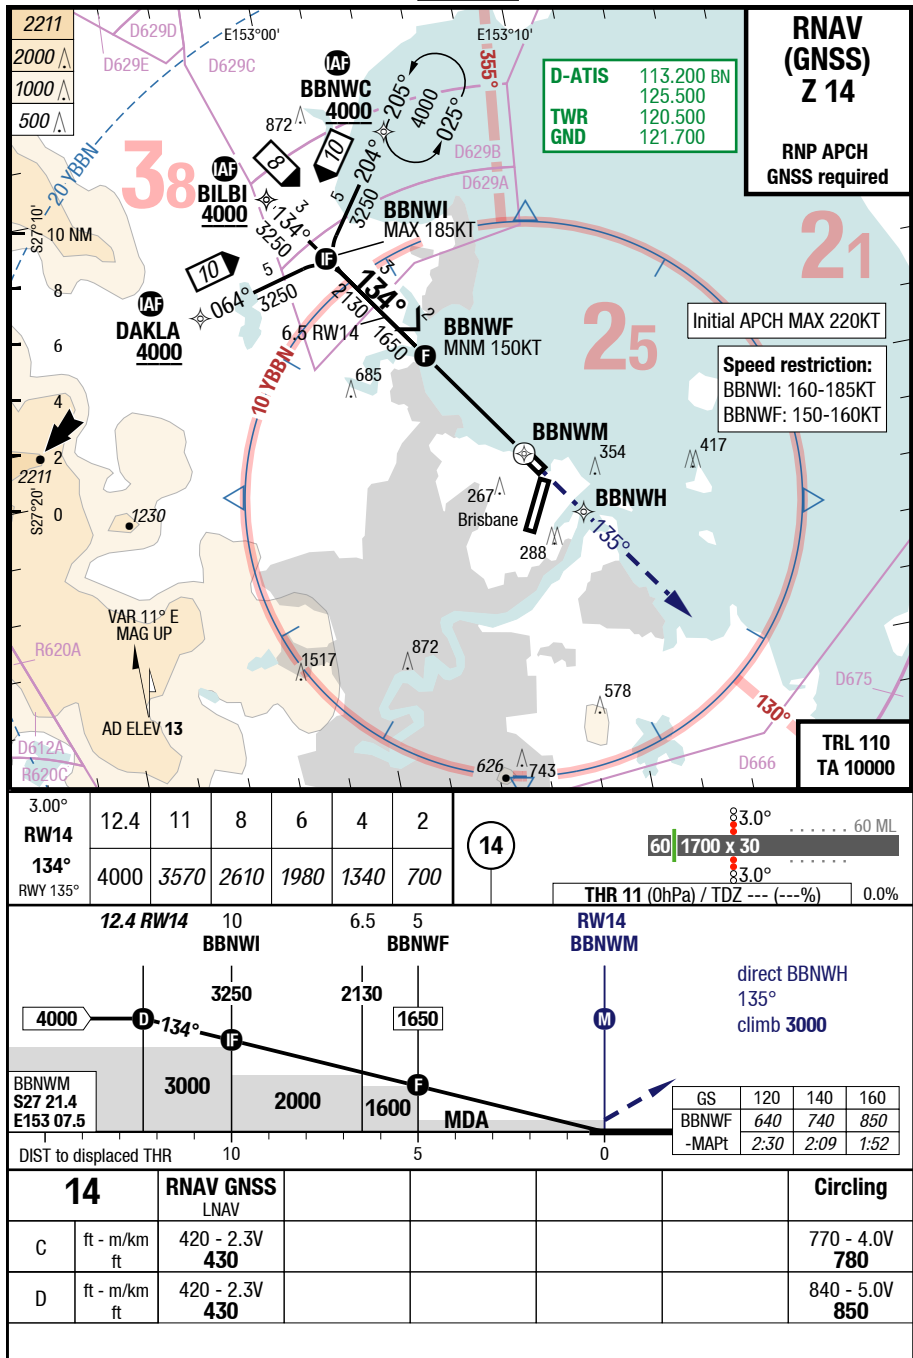 2211
2000
1000
500
D629D
D629E
D629C
E153°00'
E153°10'
IAF
BBNWC
4000
205°
4000
025°
355°
D-ATIS 113.200 BN
125.500
TWR 120.500
GND 121.700
RNAV
(GNSS)
Z 14
RNP APCH
GNSS required
872
20 YBBN
38
8
10
204°
D629B
D629A
IAF
BILBI
4000
3
134°
3250
5
3250
BBNWI
MAX 185KT
S27°10'
10 NM
8
6
4
2
0
21
10
5
064°
3250
IF
3
134°
2130/1650
2
IAF
DAKLA
4000
6.5 RW14
BBNWF
MNM 150KT
F
25
Initial APCH MAX 220KT
Speed restriction:
BBNWI: 160-185KT
BBNWF: 150-160KT
10 YBBN
685
BBNWM
354
417
2211
S27°20'
267
BBNWH
Brisbane
1230
288
135°
VAR 11° E
MAG UP
R620A
1517
872
D675
578
130°
AD ELEV 13
D612A
R620C
626
743
D666
TRL 110
TA 10000
3.00°
RW14
134°
RWY 135°
12.4 11 8 6 4 2
4000 3570 2610 1980 1340 700
14
3.0°
60 ML
60 1700 x 30
3.0°
THR 11 (0hPa) / TDZ --- (---%) 0.0%
12.4 RW14 10 6.5 5 RW14
BBNWI BBNWF BBNWM
3250 2130
4000 D 134° IF 1650 F M
direct BBNWH
135°
climb 3000
3000 2000 1600 MDA
BBNWM
S27 21.4
E153 07.5
GS 120 140 160
BBNWF 640 740 850
-MAPt 2:30 2:09 1:52
DIST to displaced THR 10 5 0
14 RNAV GNSS Circling
LNAV
C ft - m/km 420 - 2.3V 770 - 4.0V
ft 430 780
D ft - m/km 420 - 2.3V 840 - 5.0V
ft 430 850